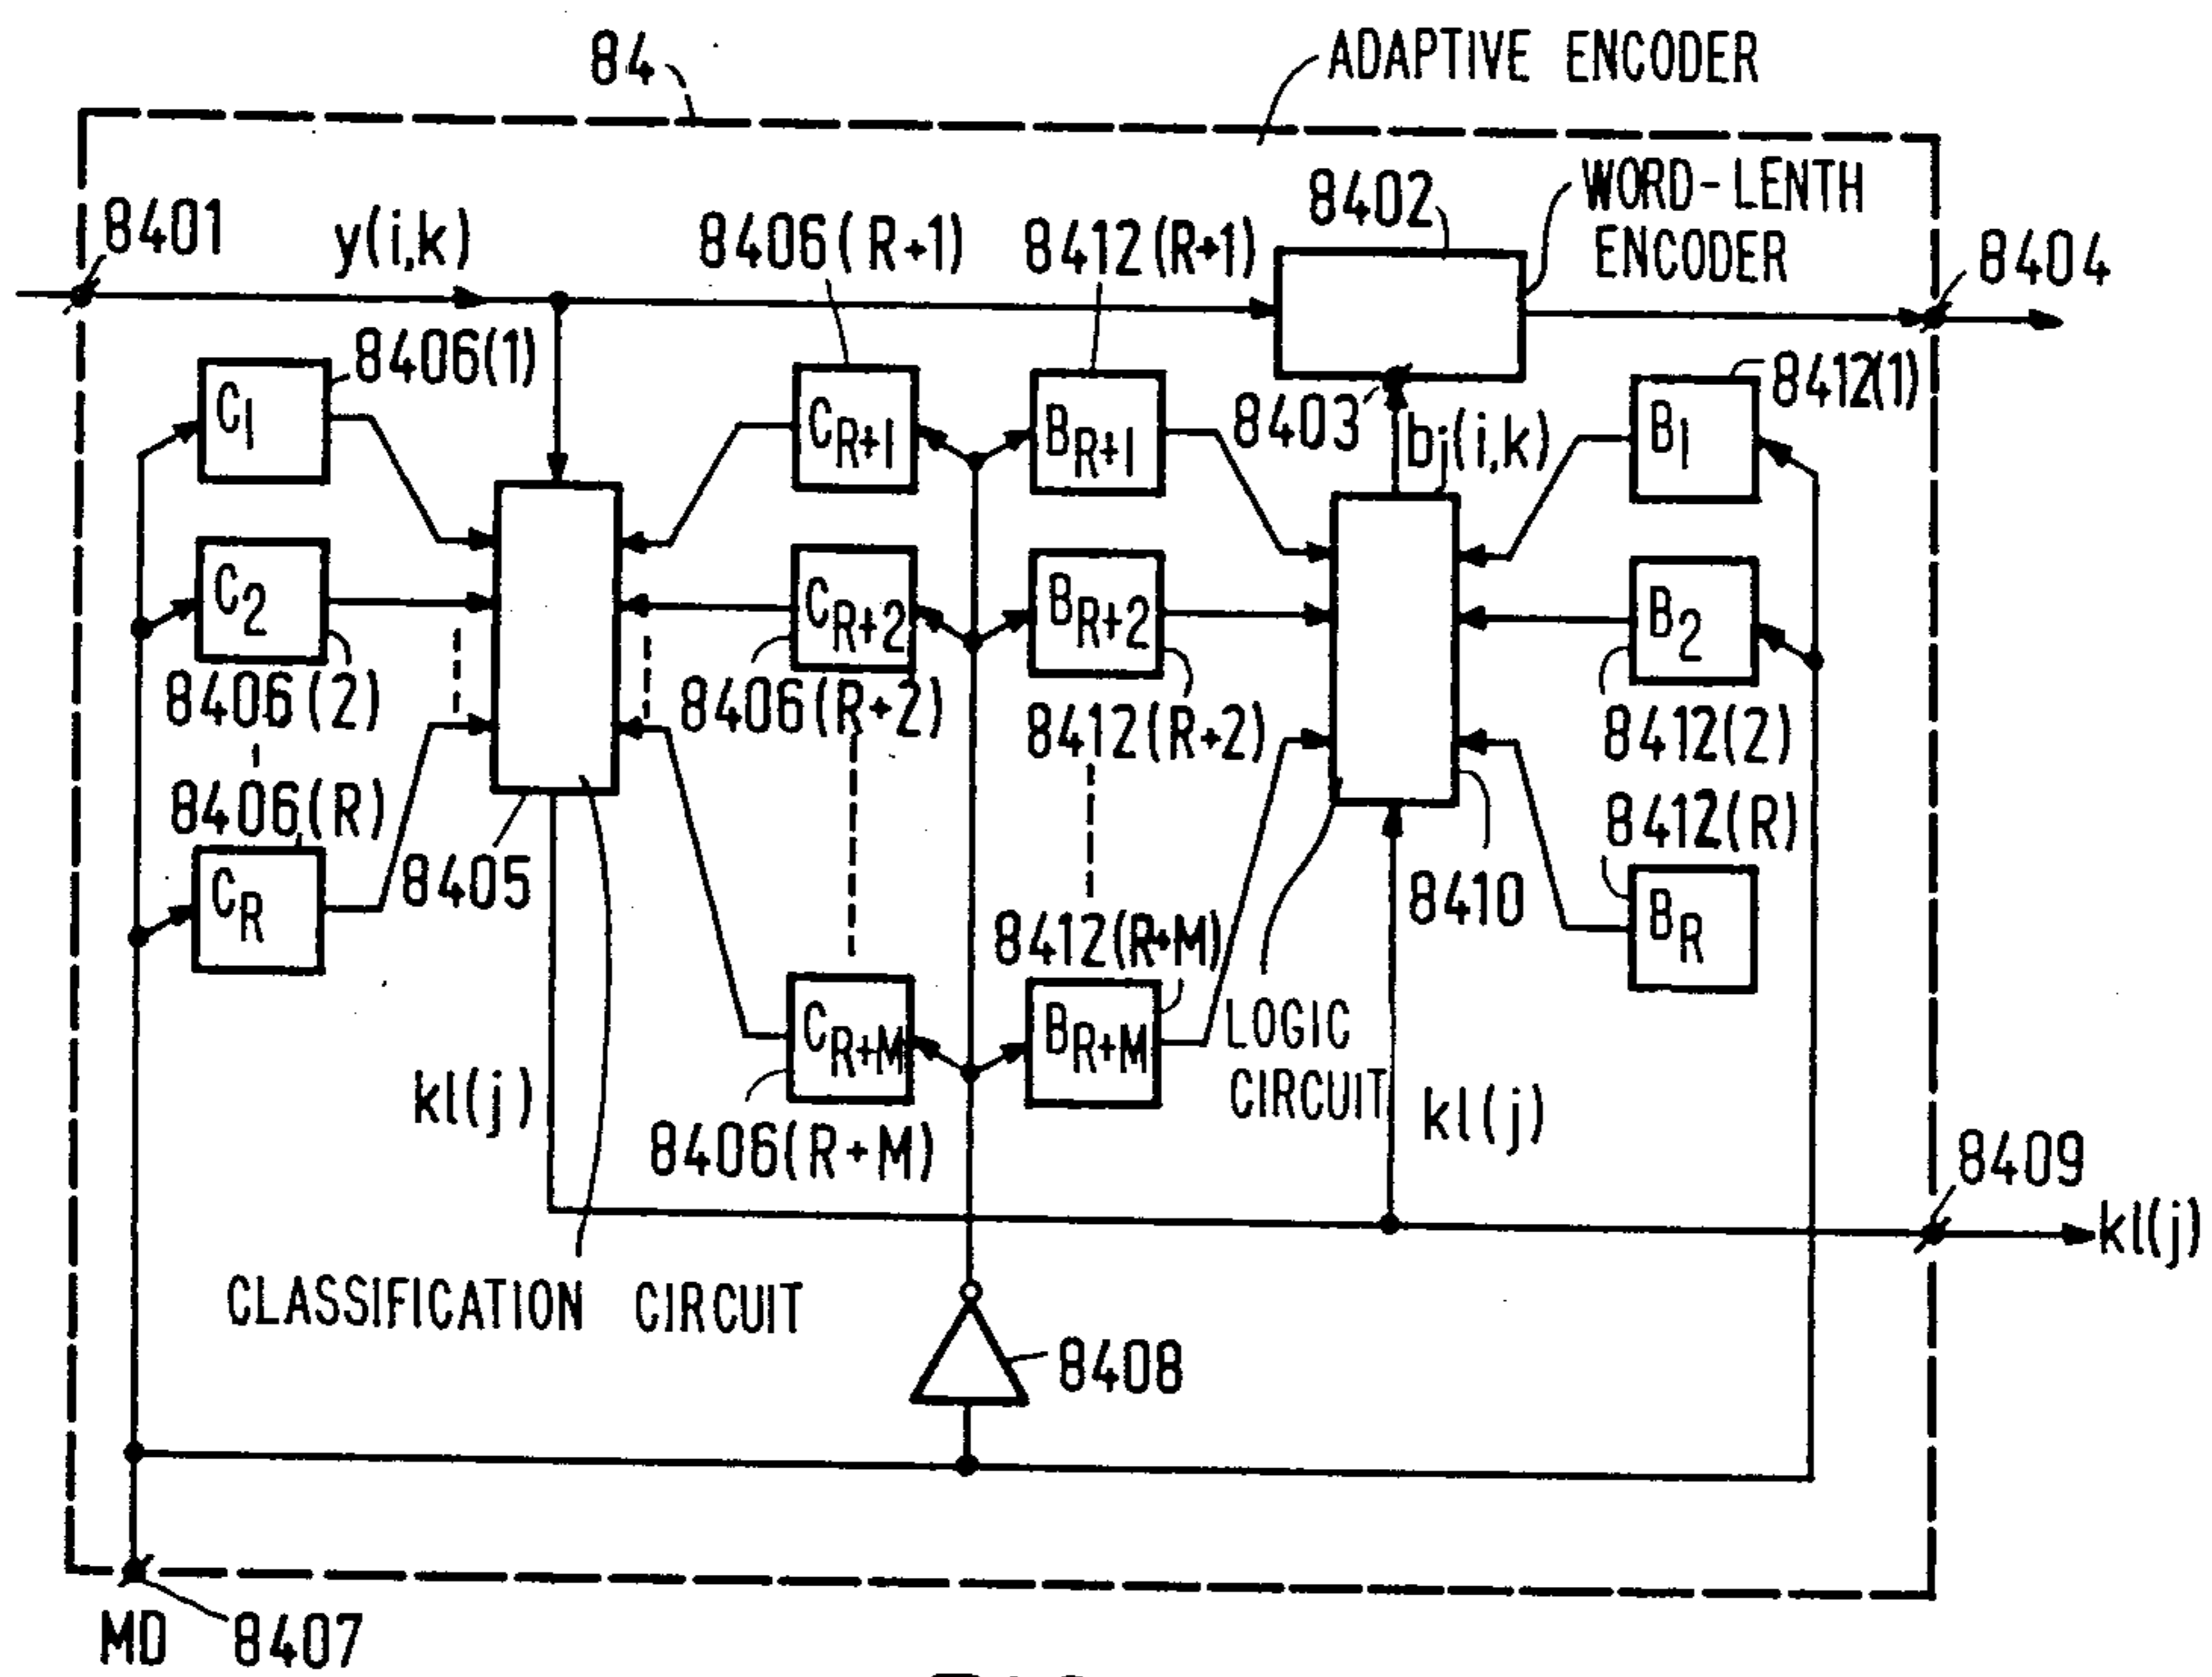 84
ADAPTIVE ENCODER
8401
y(i,k)
8406(R+1)
8412(R+1)
8402
WORD-LENTH
ENCODER
8404
C1
8406(1)
CR+1
BR+1
8403
bj(i,k)
B1
8412(1)
C2
8406(2)
CR+2
8406(R+2)
BR+2
8412(R+2)
B2
8412(2)
8406(R)
CR
8405
8410
8412(R)
BR
CR+M
8406(R+M)
8412(R+M)
BR+M
LOGIC
CIRCUIT
kl(j)
kl(j)
8409
kl(j)
CLASSIFICATION CIRCUIT
8408
MD
8407